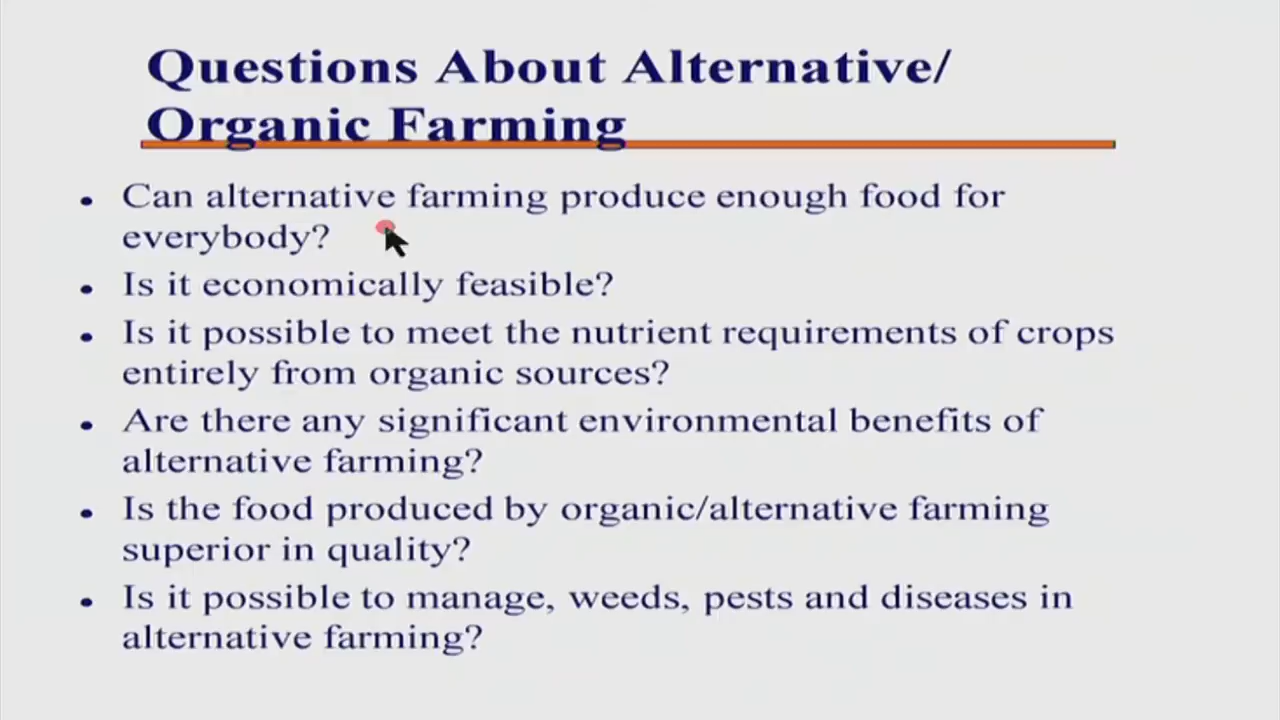 Questions About Alternative/
Organic Farming
• Can alternative farming produce enough food for
everybody?
• Is it economically feasible?
• Is it possible to meet the nutrient requirements of crops
entirely from organic sources?
• Are there any significant environmental benefits of
alternative farming?
• Is the food produced by organic/alternative farming
superior in quality?
• Is it possible to manage, weeds, pests and diseases in
alternative farming?